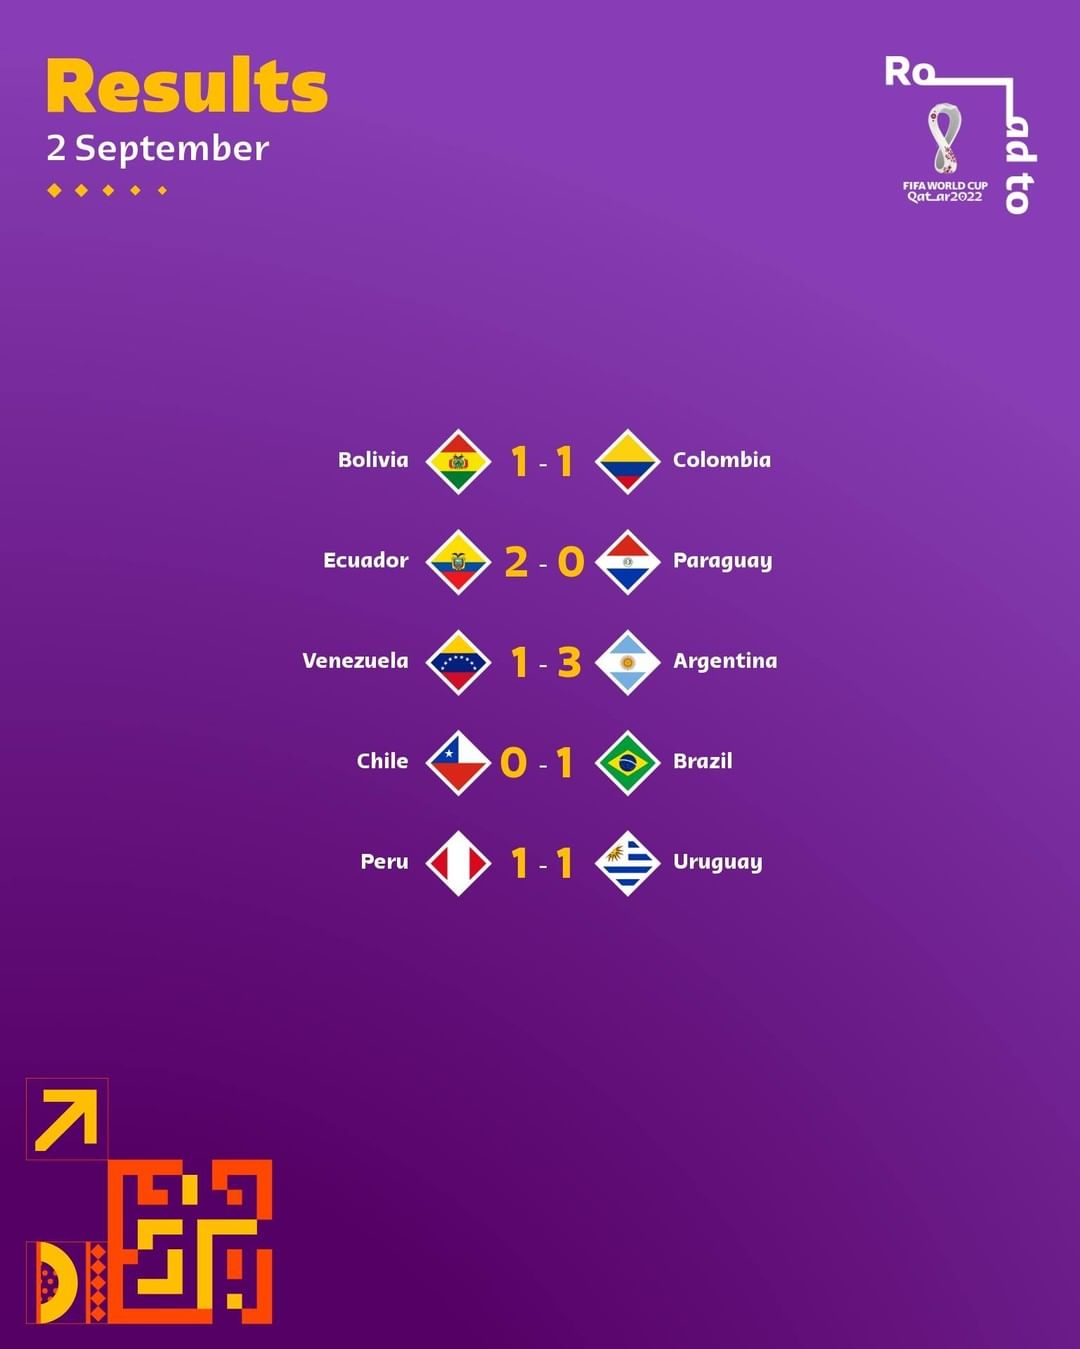 Results
2 September
Road to
FIFA WORLD CUP
Qatar2022
Bolivia 1 - 1 Colombia
Ecuador 2 - 0 Paraguay
Venezuela 1 - 3 Argentina
Chile 0 - 1 Brazil
Peru 1 - 1 Uruguay